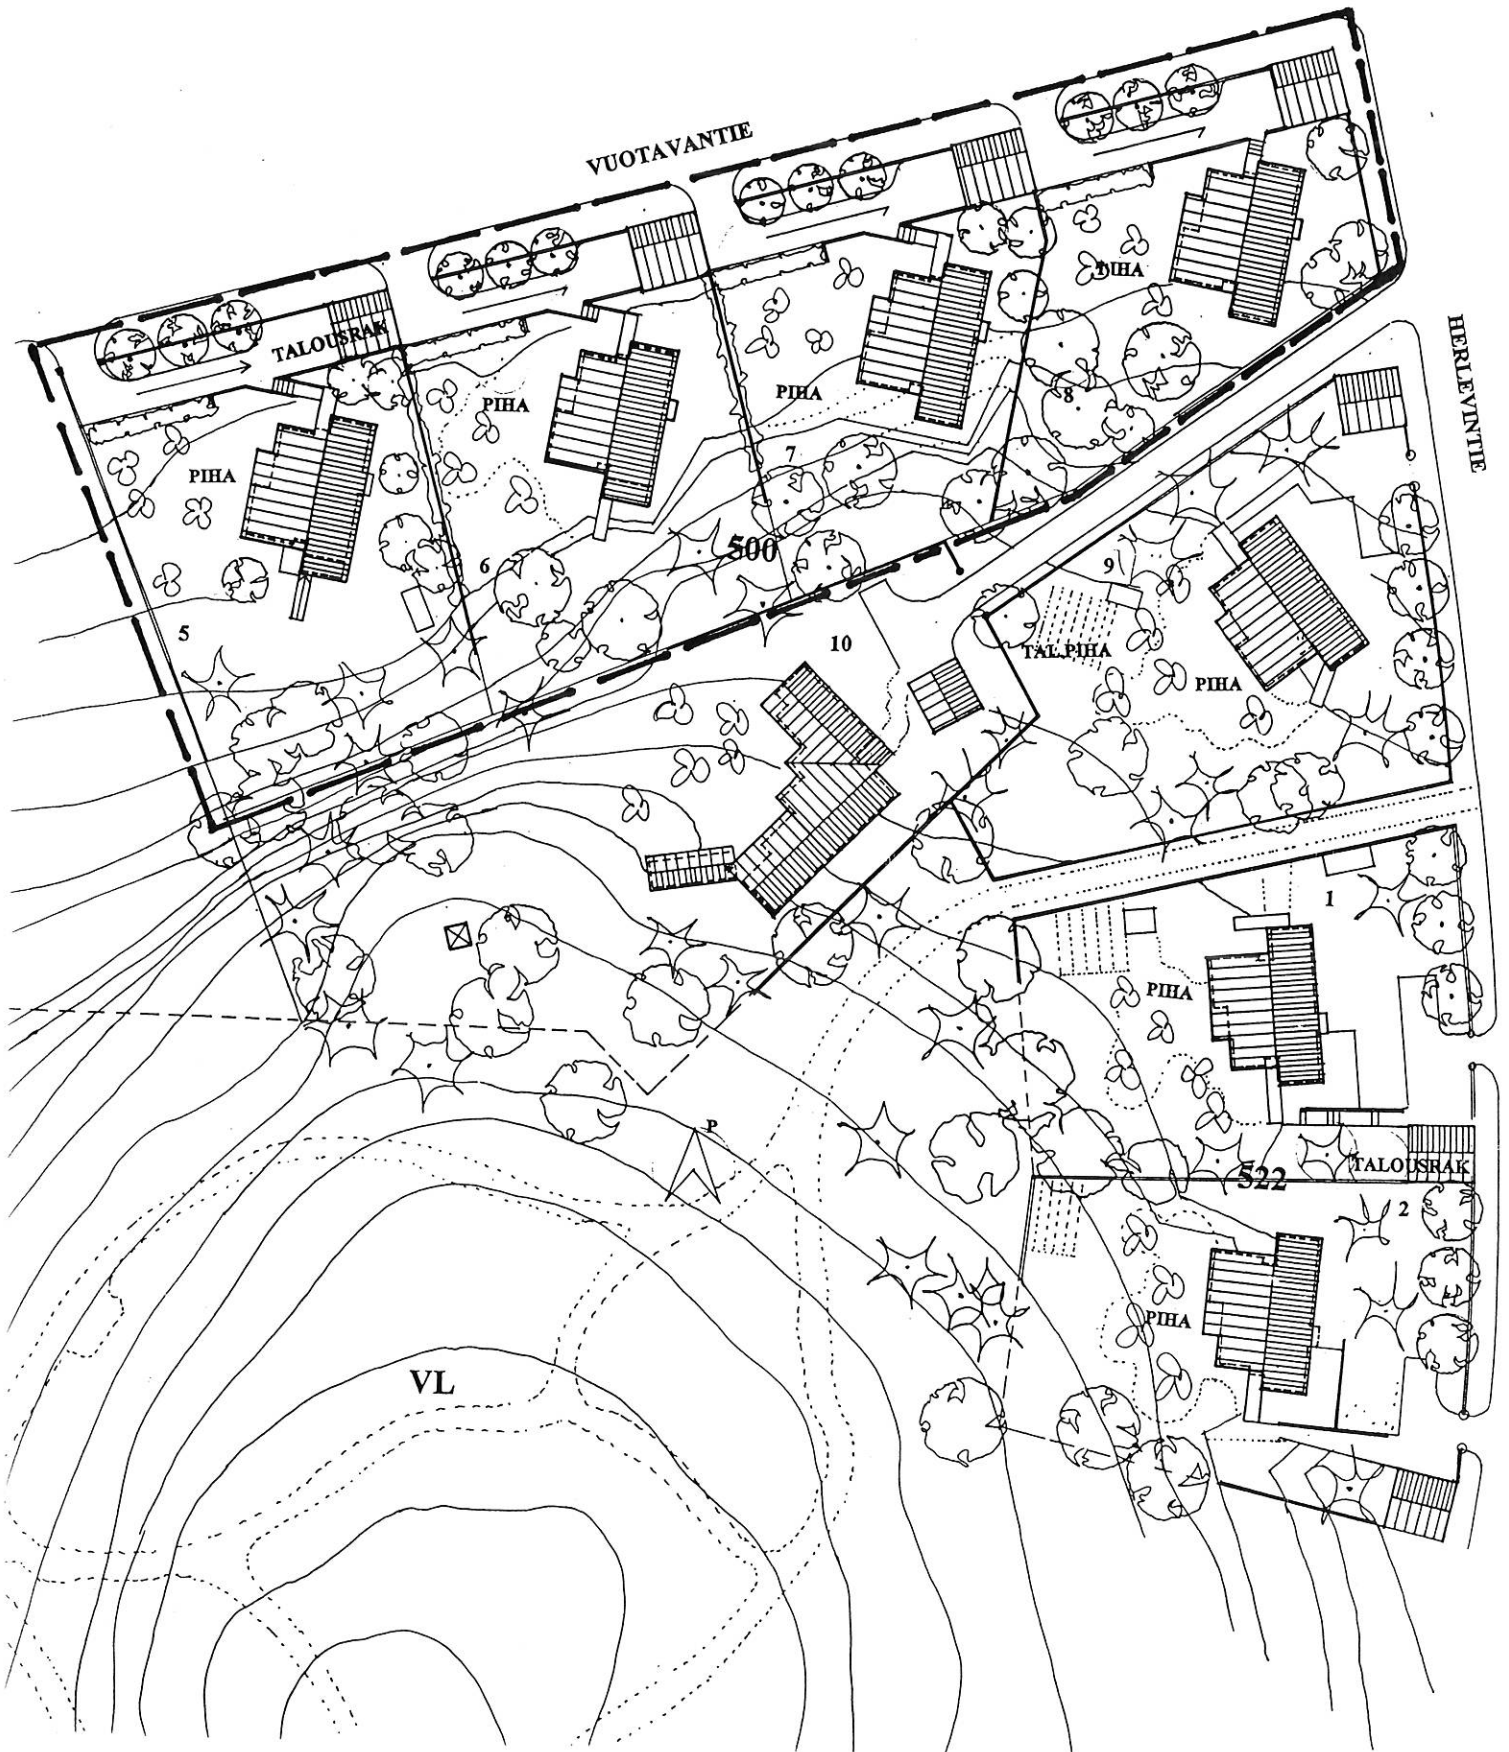 VUOTAVANTIE
HERLEVINTIE
TALOUSRAK
PIHA
PIHA
PIHA
PIHA
8
7
6
5
500
9
10
TAL.PIHA
PIHA
1
PIHA
P
TALOUSRAK
522
2
PIHA
VL